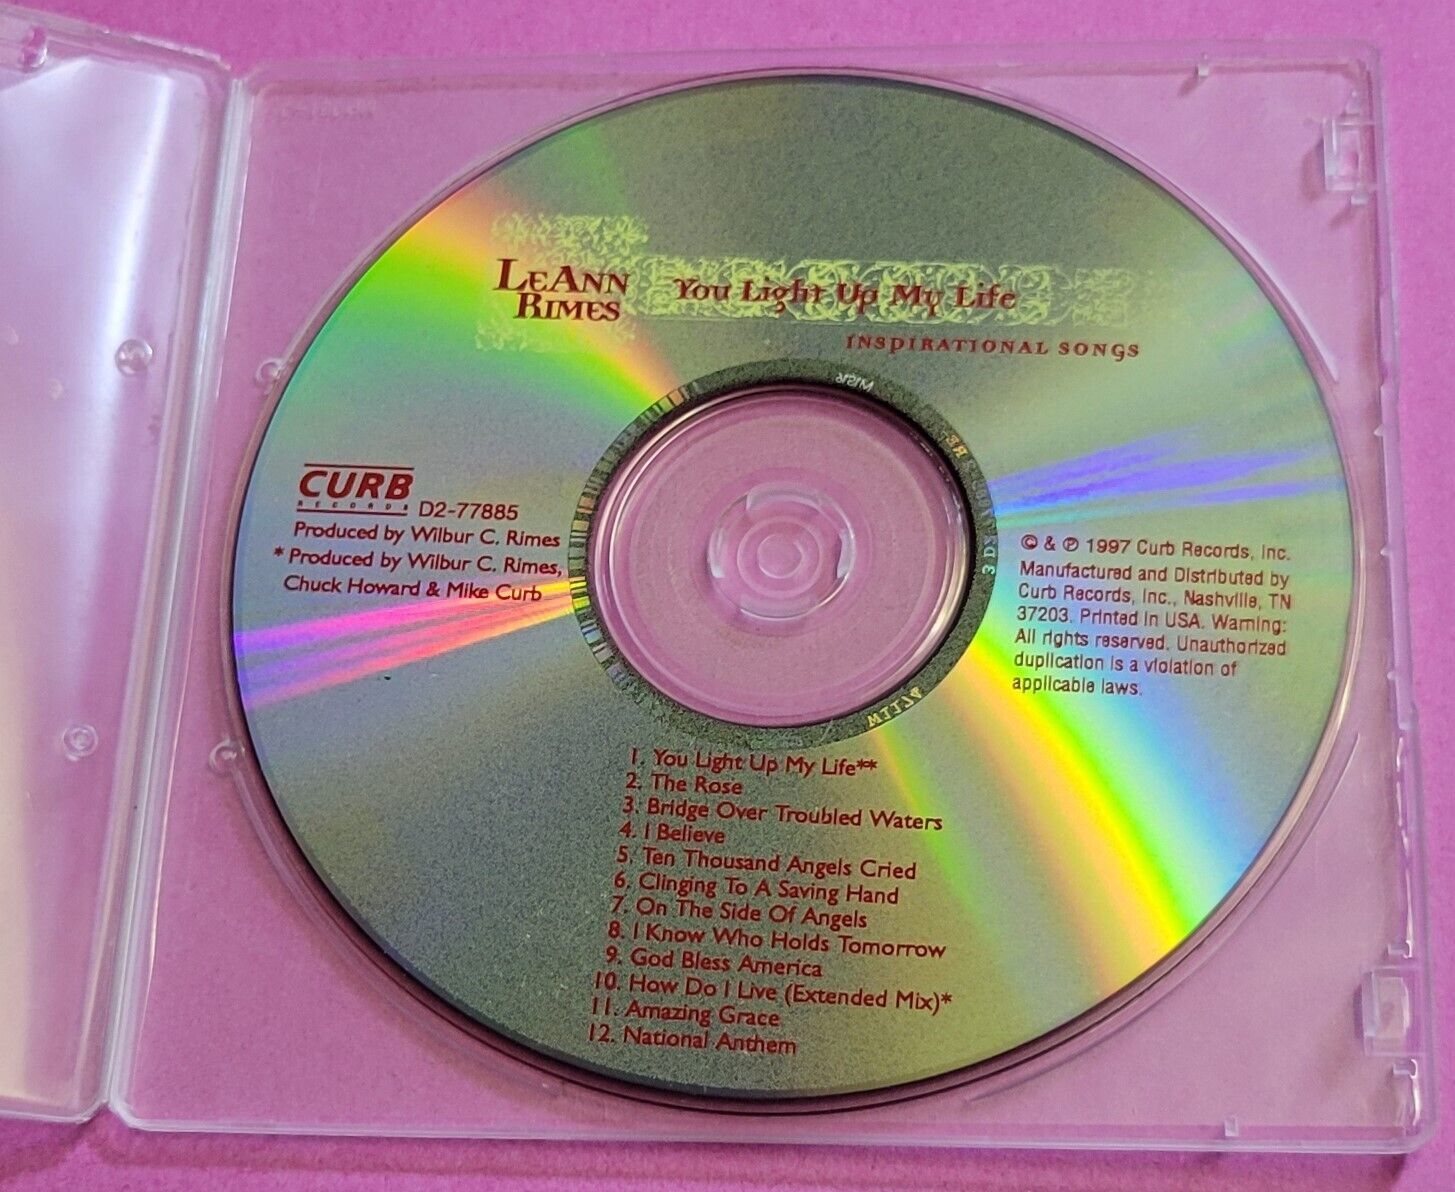 LeAnn
Rimes
You Light Up My Life
Inspirational Songs
CURB
RECORDS
D2-77885
Produced by Wilbur C. Rimes
* Produced by Wilbur C. Rimes,
Chuck Howard & Mike Curb
© & ℗ 1997 Curb Records, Inc.
Manufactured and Distributed by
Curb Records, Inc., Nashville, TN
37203. Printed in USA. Warning:
All rights reserved. Unauthorized
duplication is a violation of
applicable laws.
1. You Light Up My Life**
2. The Rose
3. Bridge Over Troubled Waters
4. I Believe
5. Ten Thousand Angels Cried
6. Clinging To A Saving Hand
7. On The Side Of Angels
8. I Know Who Holds Tomorrow
9. God Bless America
10. How Do I Live (Extended Mix)*
11. Amazing Grace
12. National Anthem